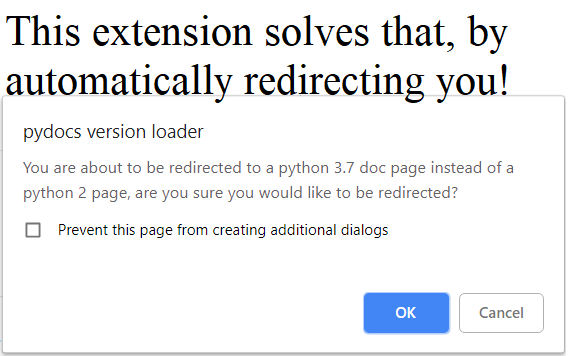 This extension solves that, by
automatically redirecting you!
pydocs version loader
You are about to be redirected to a python 3.7 doc page instead of a
python 2 page, are you sure you would like to be redirected?
Prevent this page from creating additional dialogs
OK Cancel